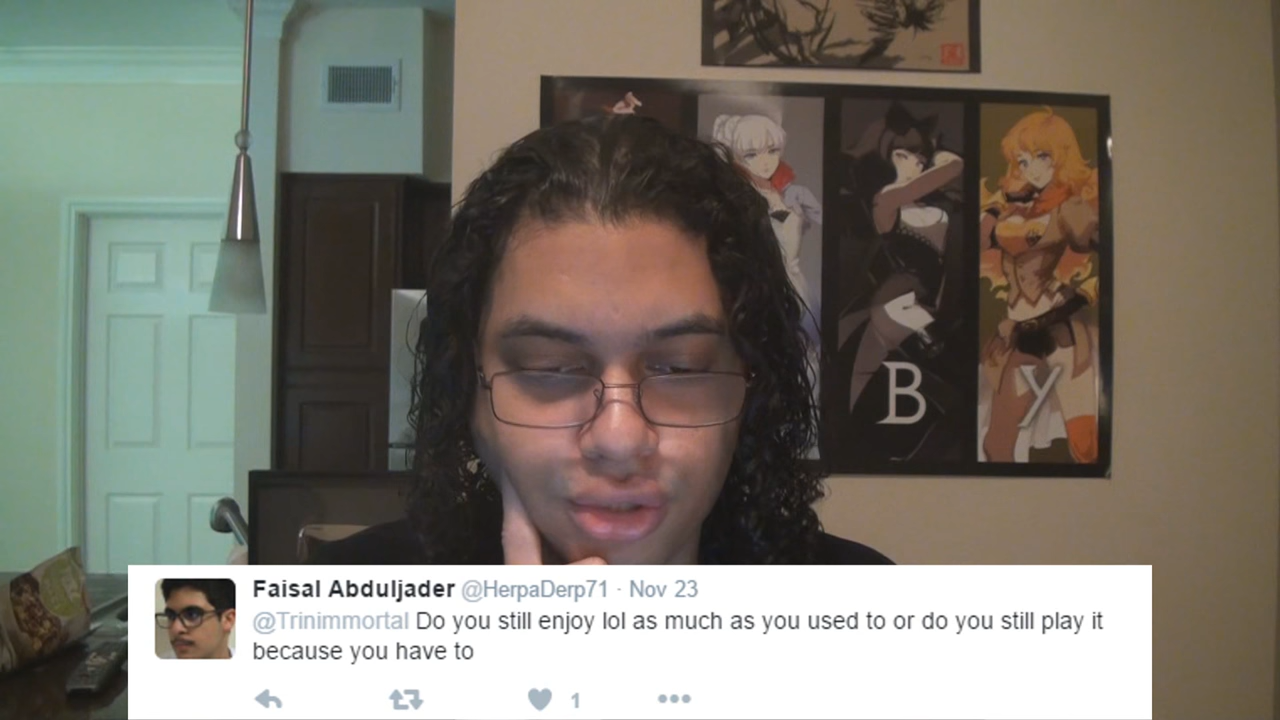 B
Y
Faisal Abduljader @HerpaDerp71 · Nov 23
@Trinimmortal Do you still enjoy lol as much as you used to or do you still play it
because you have to
1